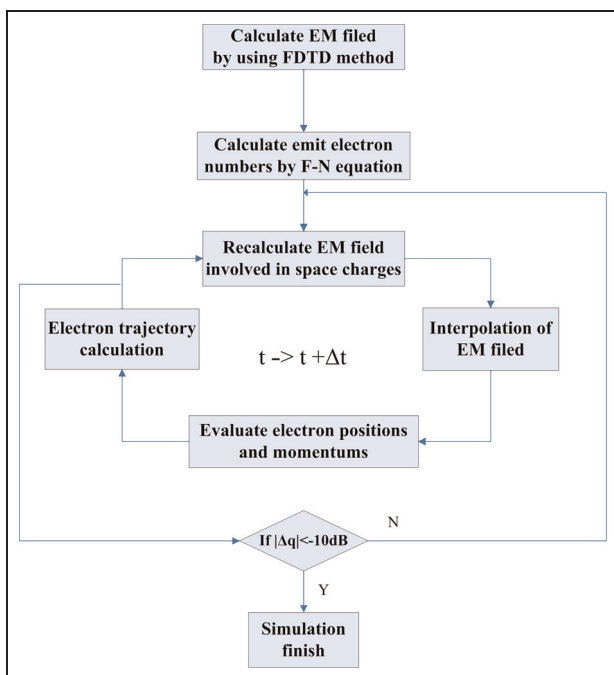 Calculate EM filed
by using FDTD method
Calculate emit electron
numbers by F-N equation
Recalculate EM field
involved in space charges
Electron trajectory
calculation
t -> t +Δt
Interpolation of
EM filed
Evaluate electron positions
and momentums
If |Δq|<-10dB
N
Y
Simulation
finish